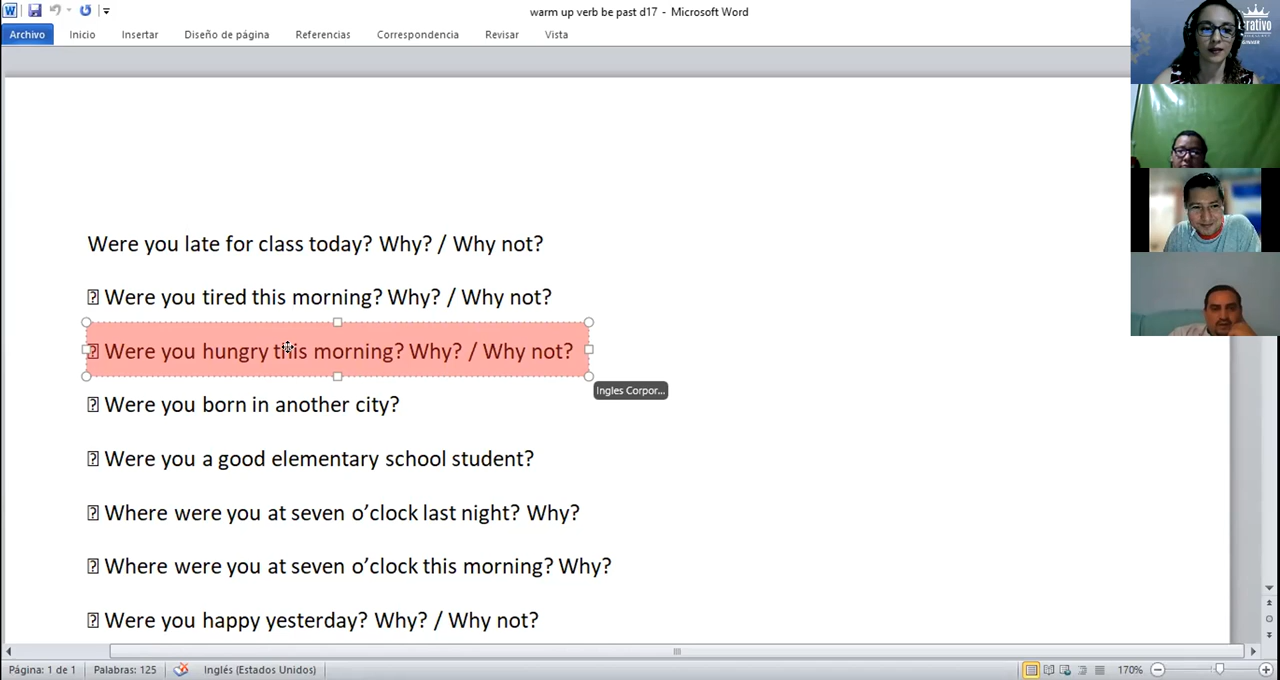 warm up verb be past d17 - Microsoft Word
Archivo Inicio Insertar Diseño de página Referencias Correspondencia Revisar Vista
rativo
Were you late for class today? Why? / Why not?
Were you tired this morning? Why? / Why not?
Were you hungry this morning? Why? / Why not?
Ingles Corpor...
Were you born in another city?
Were you a good elementary school student?
Where were you at seven o’clock last night? Why?
Where were you at seven o’clock this morning? Why?
Were you happy yesterday? Why? / Why not?
Página: 1 de 1 Palabras: 125 Inglés (Estados Unidos) 170%